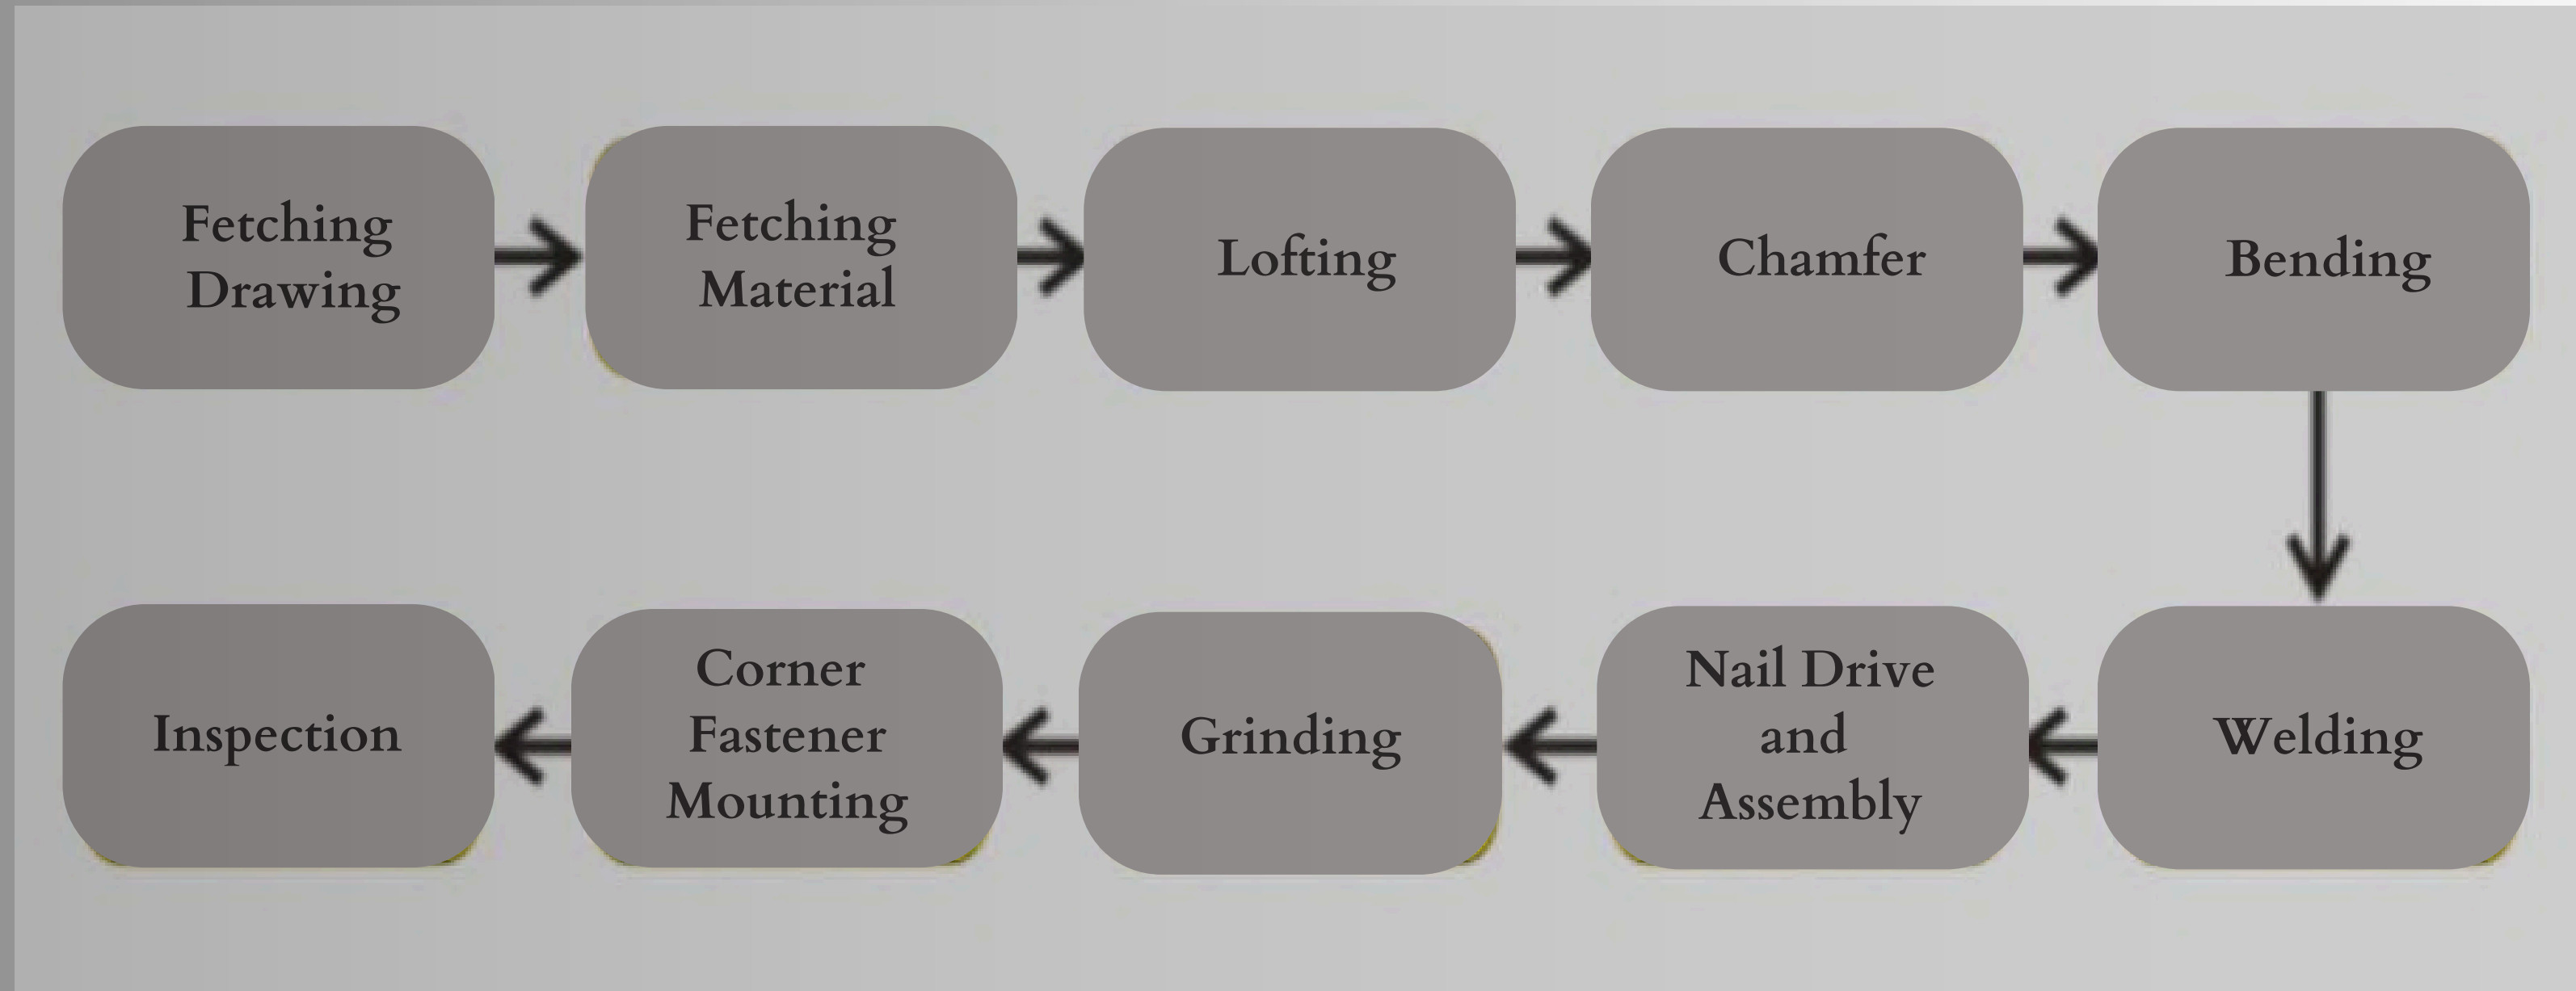 Fetching
Drawing
Fetching
Material
Lofting
Chamfer
Bending
Welding
Nail Drive
and
Assembly
Grinding
Corner
Fastener
Mounting
Inspection